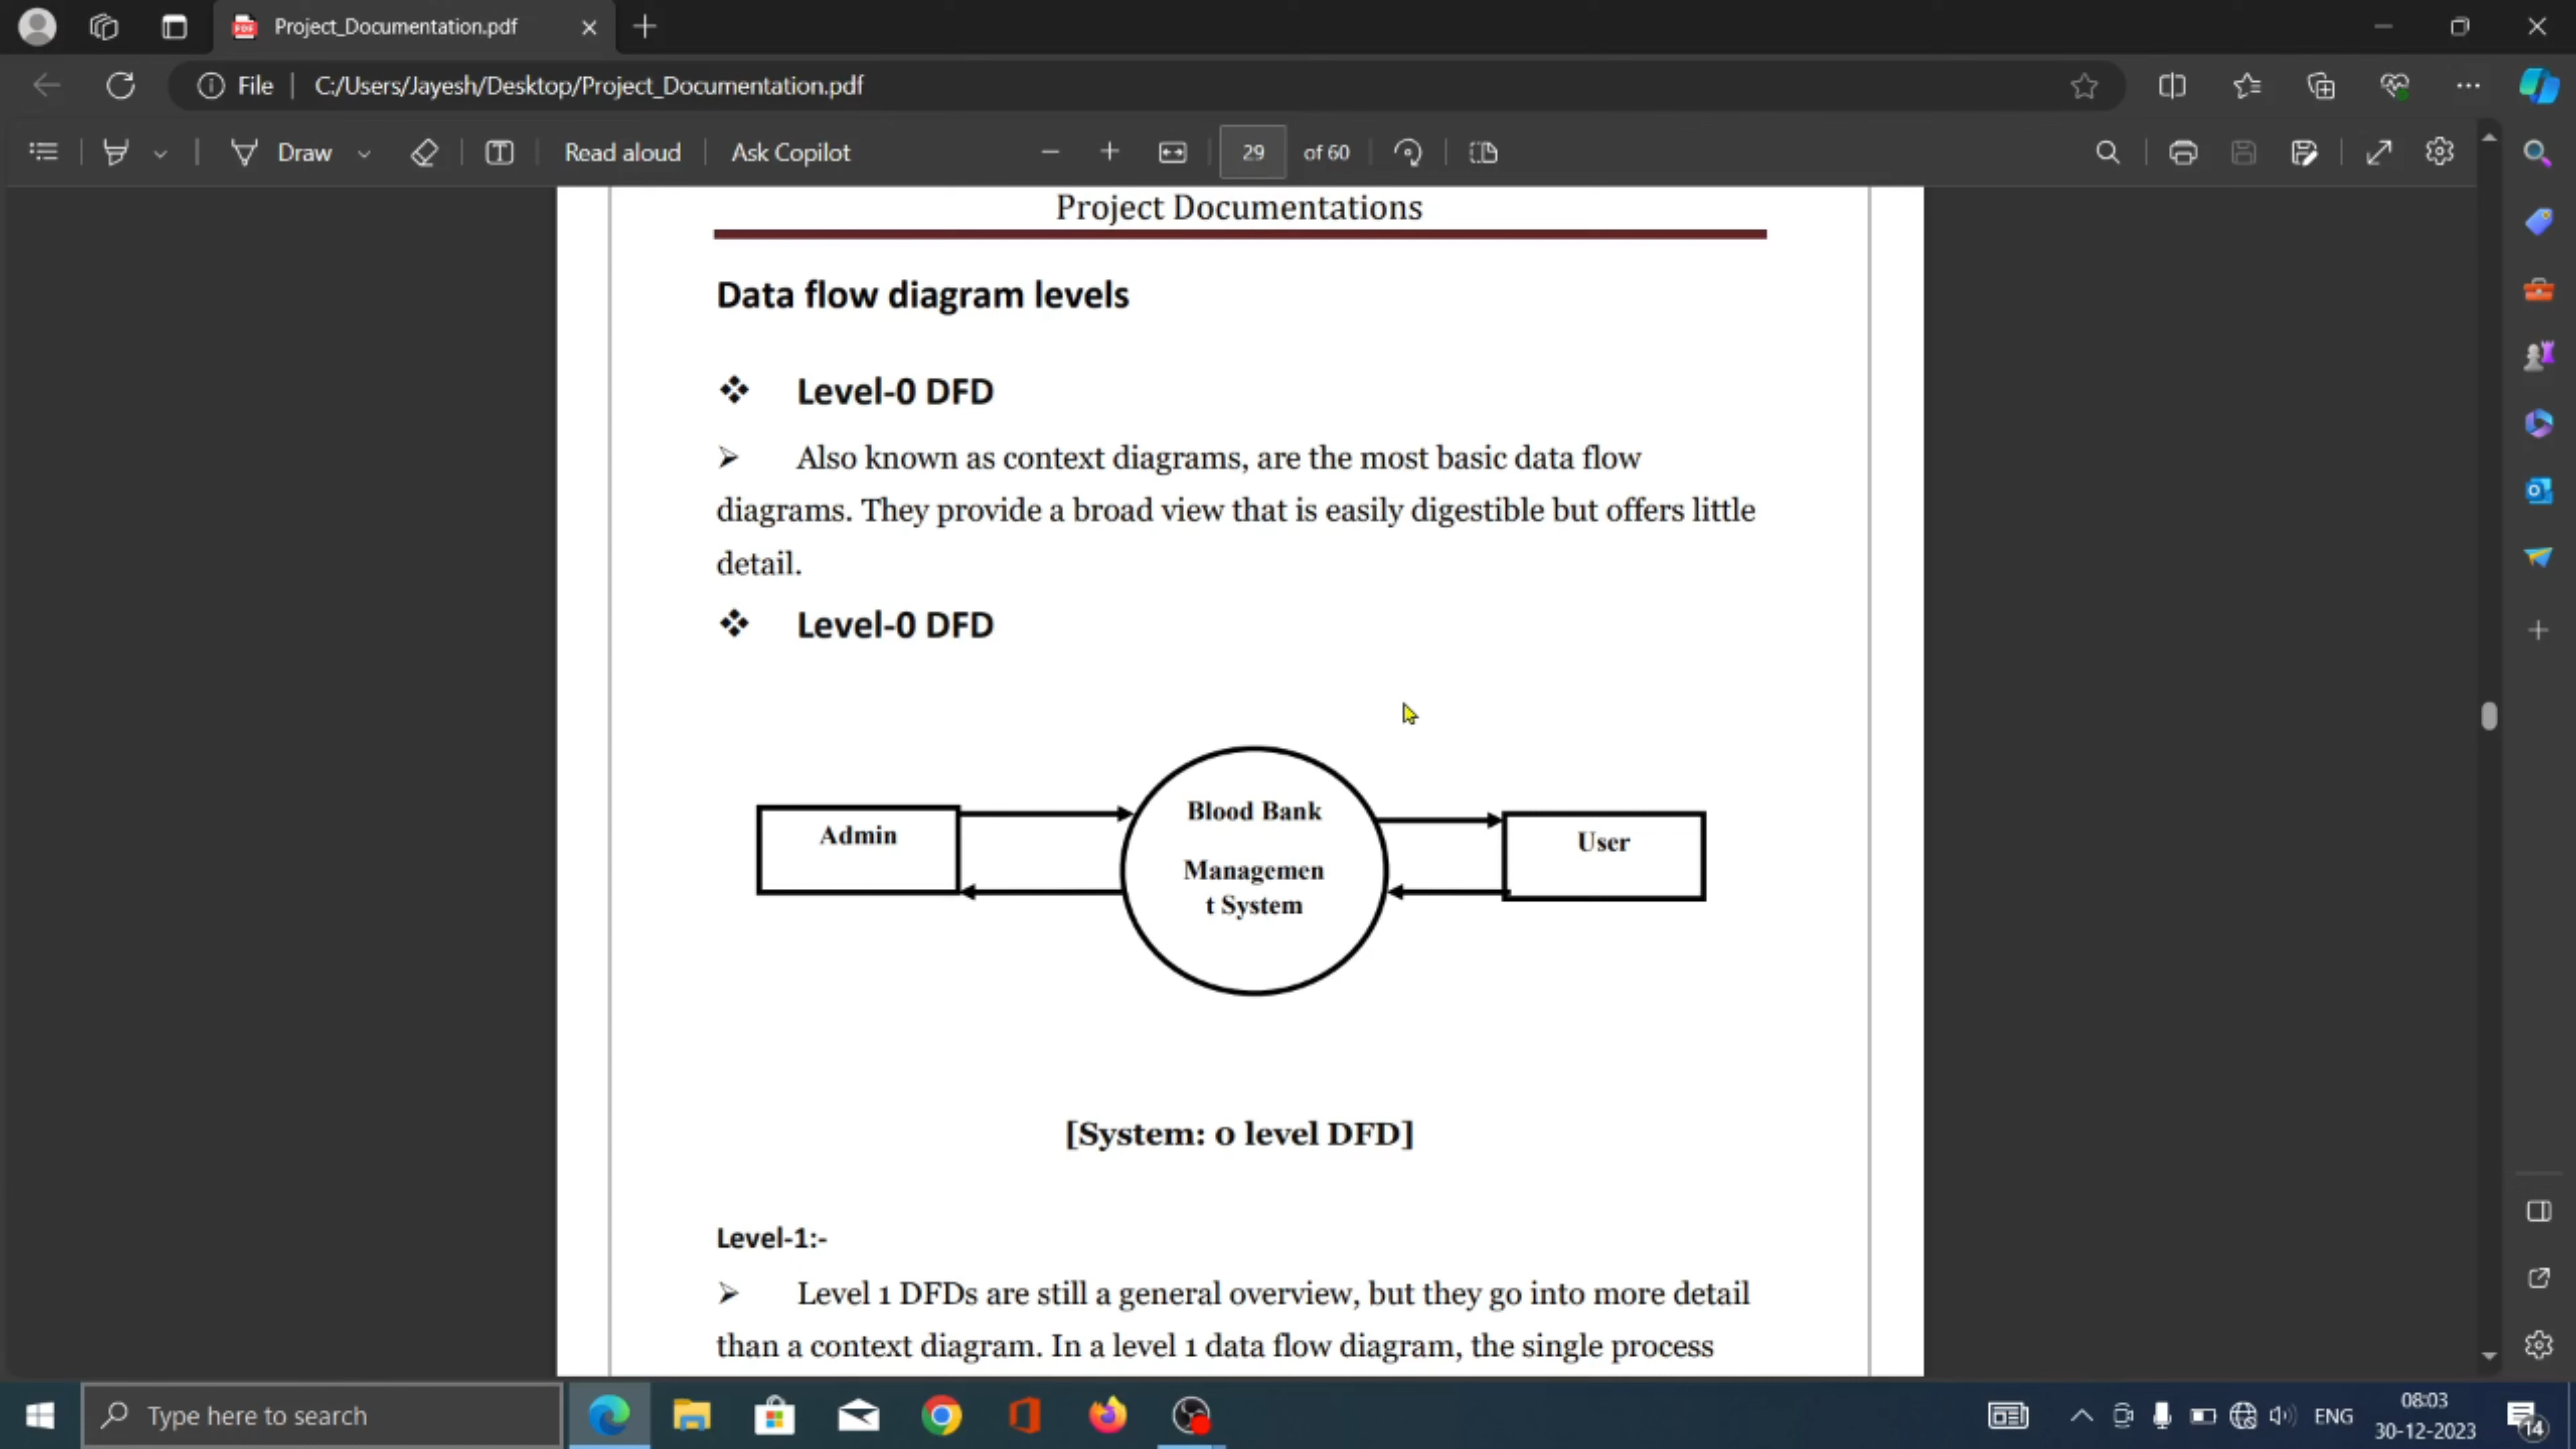 Project_Documentation.pdf
File
C:/Users/Jayesh/Desktop/Project_Documentation.pdf
Draw
Read aloud
Ask Copilot
29
of 60
Project Documentations
Data flow diagram levels
❖ Level-0 DFD
➢ Also known as context diagrams, are the most basic data flow
diagrams. They provide a broad view that is easily digestible but offers little
detail.
❖ Level-0 DFD
Admin
Blood Bank
Managemen
t System
User
[System: 0 level DFD]
Level-1:-
➢ Level 1 DFDs are still a general overview, but they go into more detail
than a context diagram. In a level 1 data flow diagram, the single process
Type here to search
ENG
08:03
30-12-2023
14